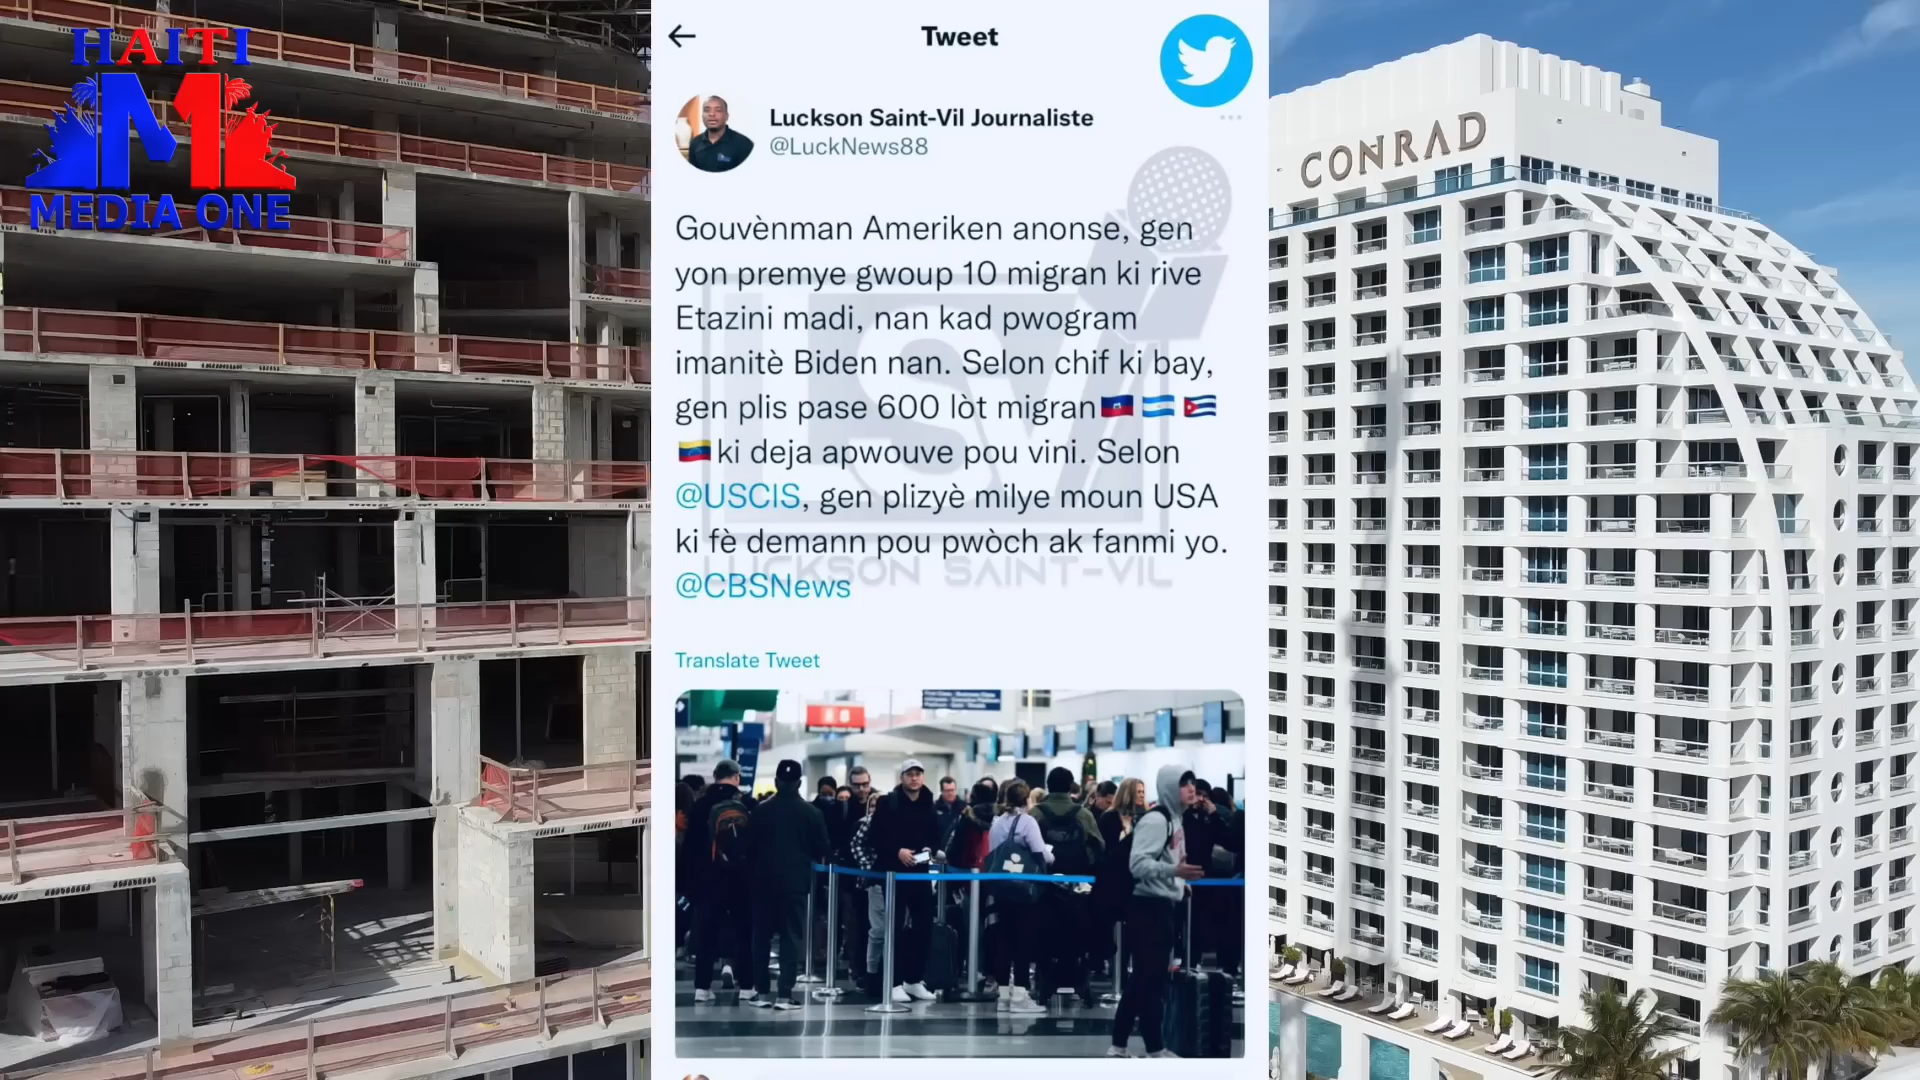 HAITI
M1
MEDIA ONE
Tweet
Luckson Saint-Vil Journaliste
@LuckNews88
Gouvènman Ameriken anonse, gen
yon premye gwoup 10 migran ki rive
Etazini madi, nan kad pwogram
imanitè Biden nan. Selon chif ki bay,
gen plis pase 600 lòt migran🇭🇹🇭🇳🇨🇺
🇻🇪ki deja apwouve pou vini. Selon
@USCIS, gen plizyè milye moun USA
ki fè demann pou pwòch ak fanmi yo.
@CBSNews
LSV
LUCKSON SAINT-VIL
Translate Tweet
CONRAD